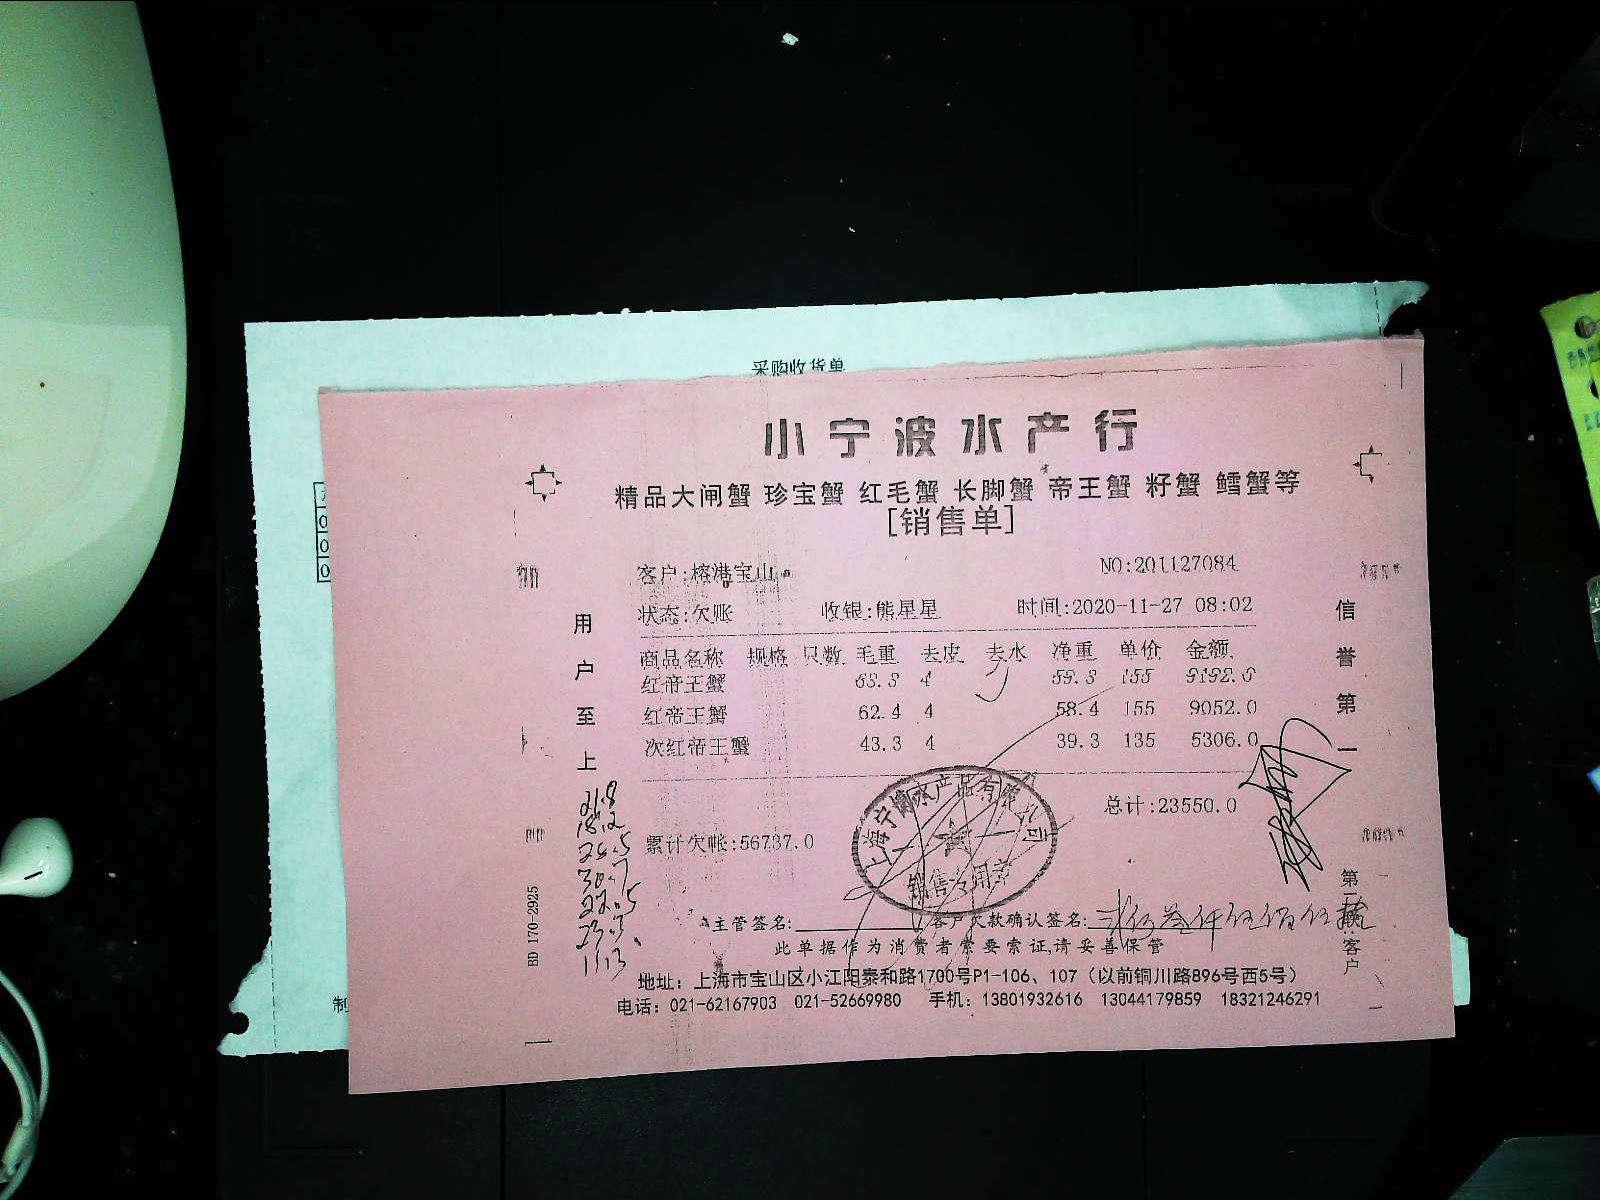 采购收货单
小宁波水产行
精品大闸蟹 珍宝蟹 红毛蟹 长脚蟹 帝王蟹 籽蟹 鳕蟹等
[销售单]
客户:榕港宝山
NO:201127084
状态:欠账 收银:熊星星 时间:2020-11-27 08:02
商品名称 规格 只数 毛重 去皮 去水 净重 单价 金额
红帝王蟹 63.3 4 59.3 155 9192.0
红帝王蟹 62.4 4 58.4 155 9052.0
次红帝王蟹 43.3 4 39.3 135 5306.0
总计:23550.0
累计欠帐:56737.0
销售专用章
主管签名: 客户欠款确认签名:
此单据作为消费者索要索证,请妥善保管
地址：上海市宝山区小江阳泰和路1700号P1-106、107（以前铜川路896号西5号）
电话：021-62167903 021-52669980 手机：13801932616 13044179859 18321246291
用户至上
信誉第一
BD 170-2925
制